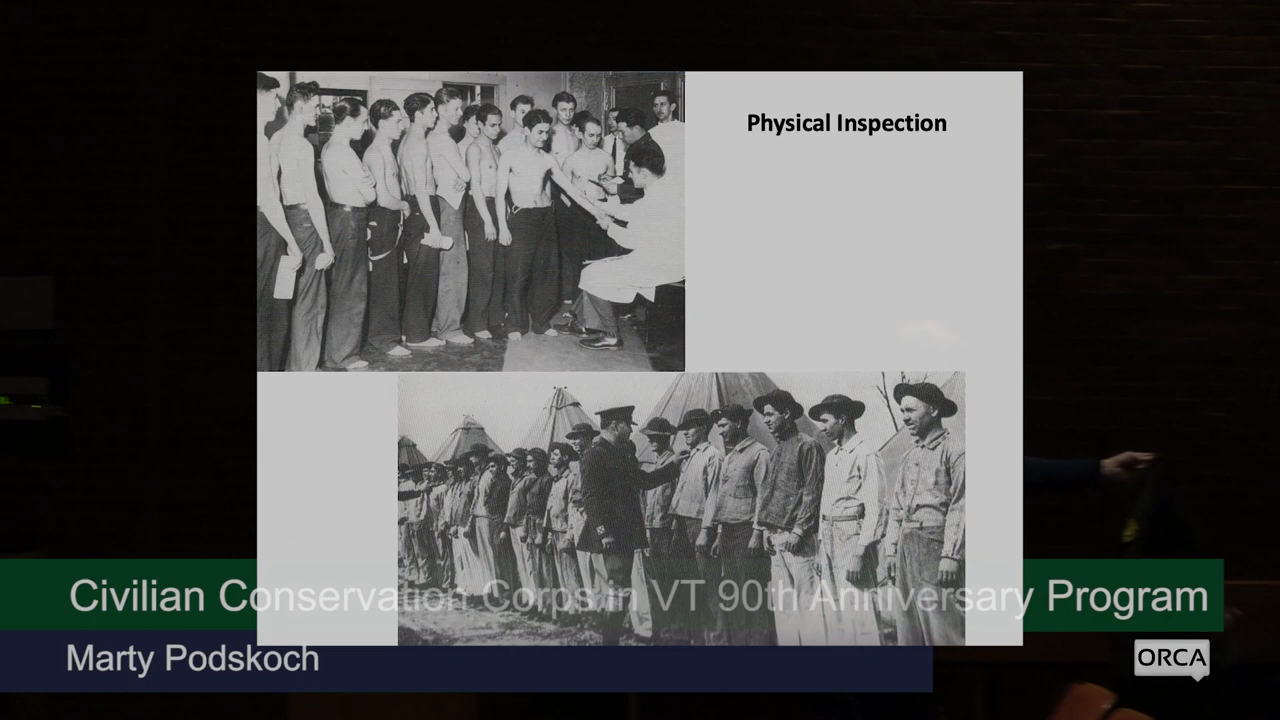 Physical Inspection
Civilian Conservation Corps in VT 90th Anniversary Program
Marty Podskoch
ORCA